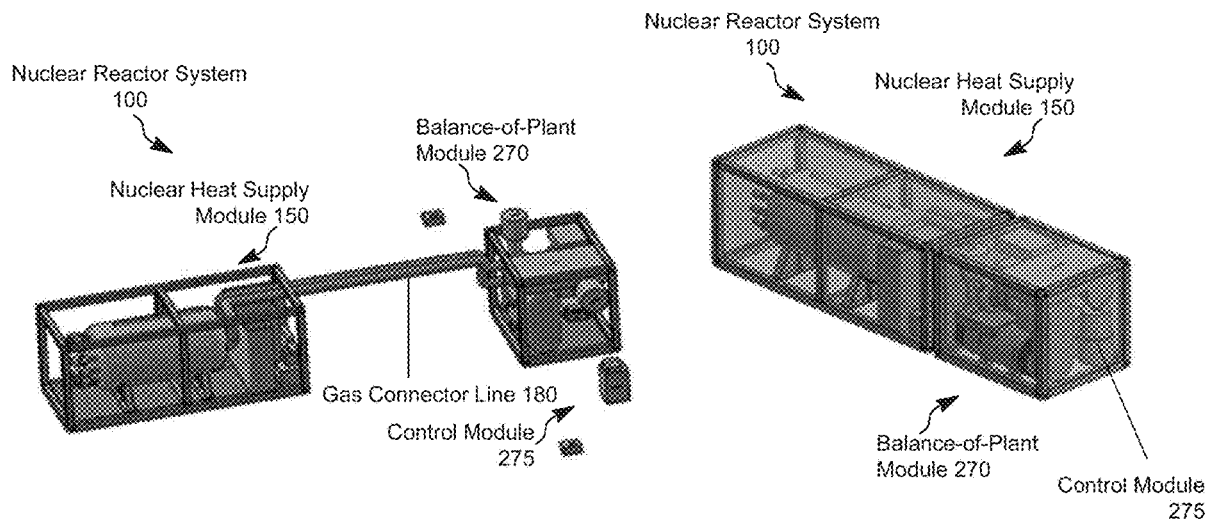 Nuclear Reactor System
100
Nuclear Heat Supply
Module 150
Balance-of-Plant
Module 270
Gas Connector Line 180
Control Module
275
Nuclear Reactor System
100
Nuclear Heat Supply
Module 150
Balance-of-Plant
Module 270
Control Module
275